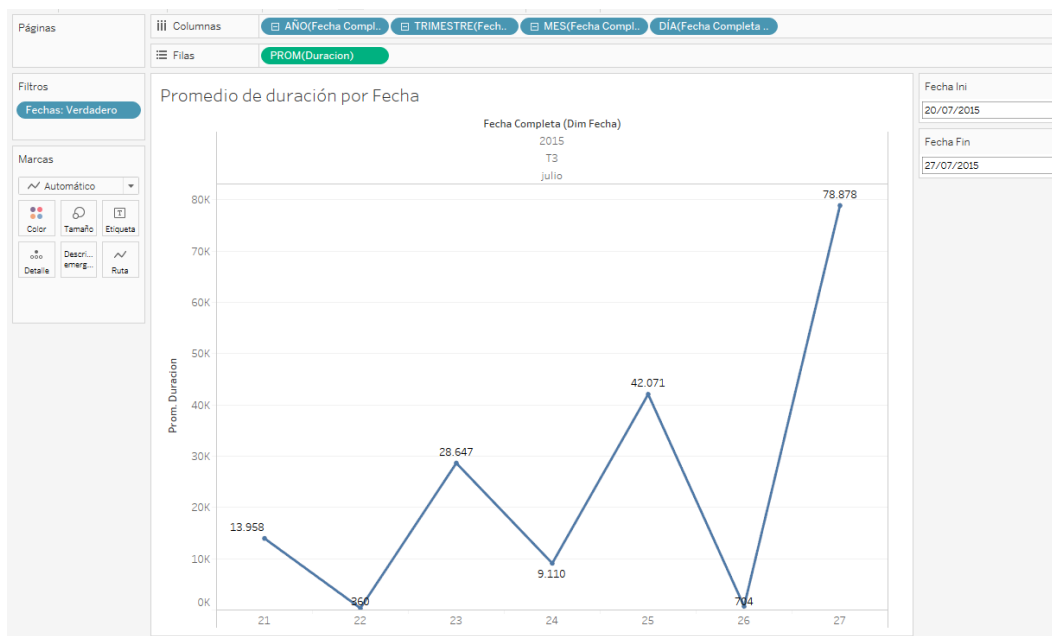 Páginas
Columnas
AÑO(Fecha Compl..
TRIMESTRE(Fech..
MES(Fecha Compl..
DÍA(Fecha Completa ..
Filas
PROM(Duracion)
Filtros
Fechas: Verdadero
Marcas
Automático
Color
Tamaño
Etiqueta
Detalle
Descri...
emerg...
Ruta
Promedio de duración por Fecha
Fecha Completa (Dim Fecha)
2015
T3
julio
Prom. Duracion
80K
70K
60K
50K
40K
30K
20K
10K
0K
13.958
360
28.647
9.110
42.071
704
78.878
21
22
23
24
25
26
27
Fecha Ini
20/07/2015
Fecha Fin
27/07/2015